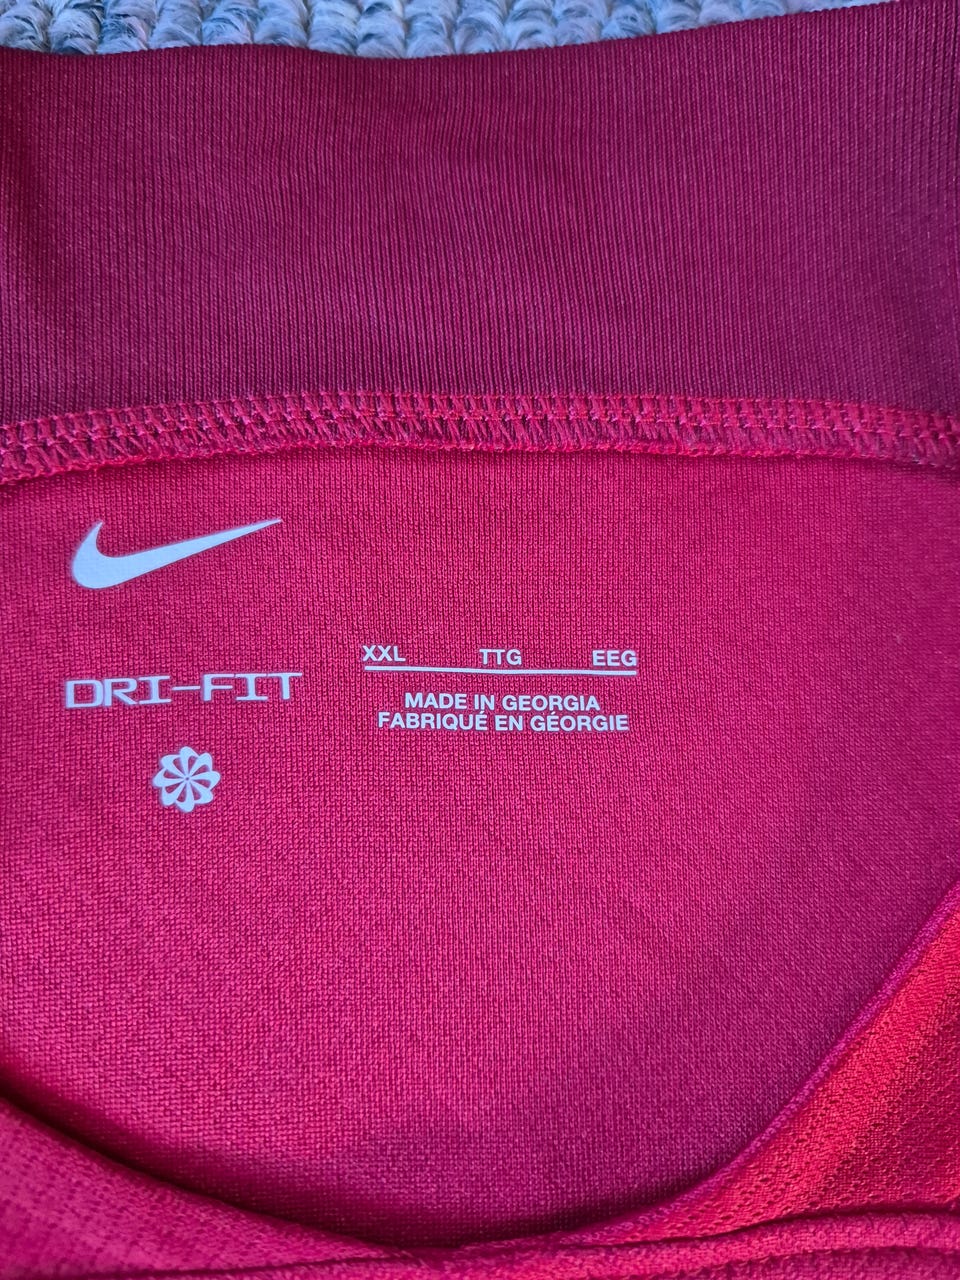 DRI-FIT
XXL TTG EEG
MADE IN GEORGIA
FABRIQUÉ EN GÉORGIE